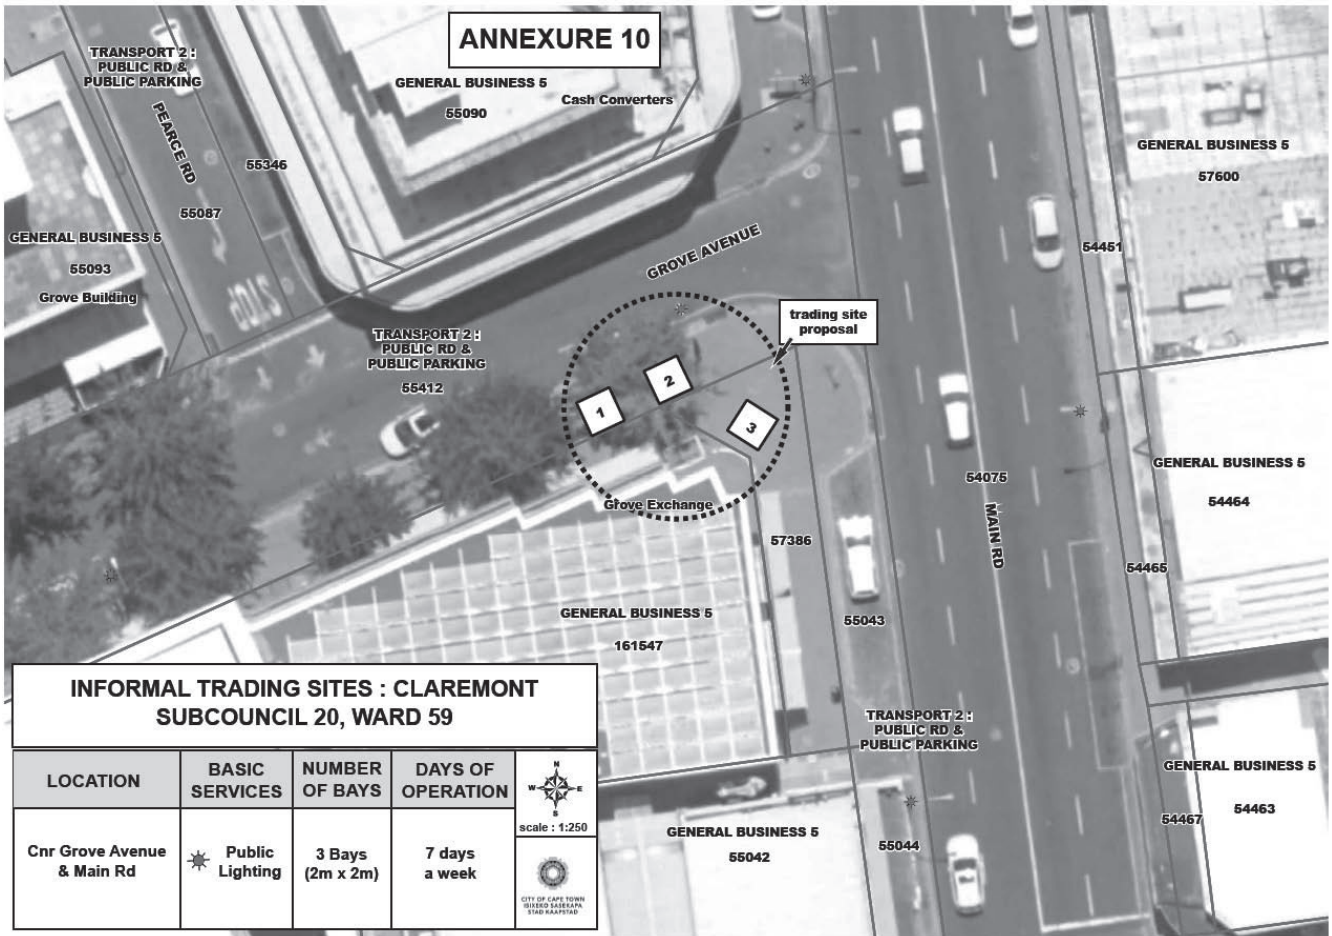 ANNEXURE 10
TRANSPORT 2 :
PUBLIC RD &
PUBLIC PARKING
GENERAL BUSINESS 5
55090
Cash Converters
PEARCE RD
55346
55087
GENERAL BUSINESS 5
57600
GENERAL BUSINESS 5
55093
Grove Building
STOP
GROVE AVENUE
54451
TRANSPORT 2 :
PUBLIC RD &
PUBLIC PARKING
55412
trading site
proposal
1
2
3
Grove Exchange
54075
MAIN RD
GENERAL BUSINESS 5
54464
57386
54465
GENERAL BUSINESS 5
161547
55043
TRANSPORT 2 :
PUBLIC RD &
PUBLIC PARKING
GENERAL BUSINESS 5
54463
54467
GENERAL BUSINESS 5
55042
55044
INFORMAL TRADING SITES : CLAREMONT
SUBCOUNCIL 20, WARD 59
LOCATION
BASIC
SERVICES
NUMBER
OF BAYS
DAYS OF
OPERATION
Cnr Grove Avenue
& Main Rd
Public
Lighting
3 Bays
(2m x 2m)
7 days
a week
N
W E
S
scale : 1:250
CITY OF CAPE TOWN
ISIXEKO SASEKAPA
STAD KAAPSTAD